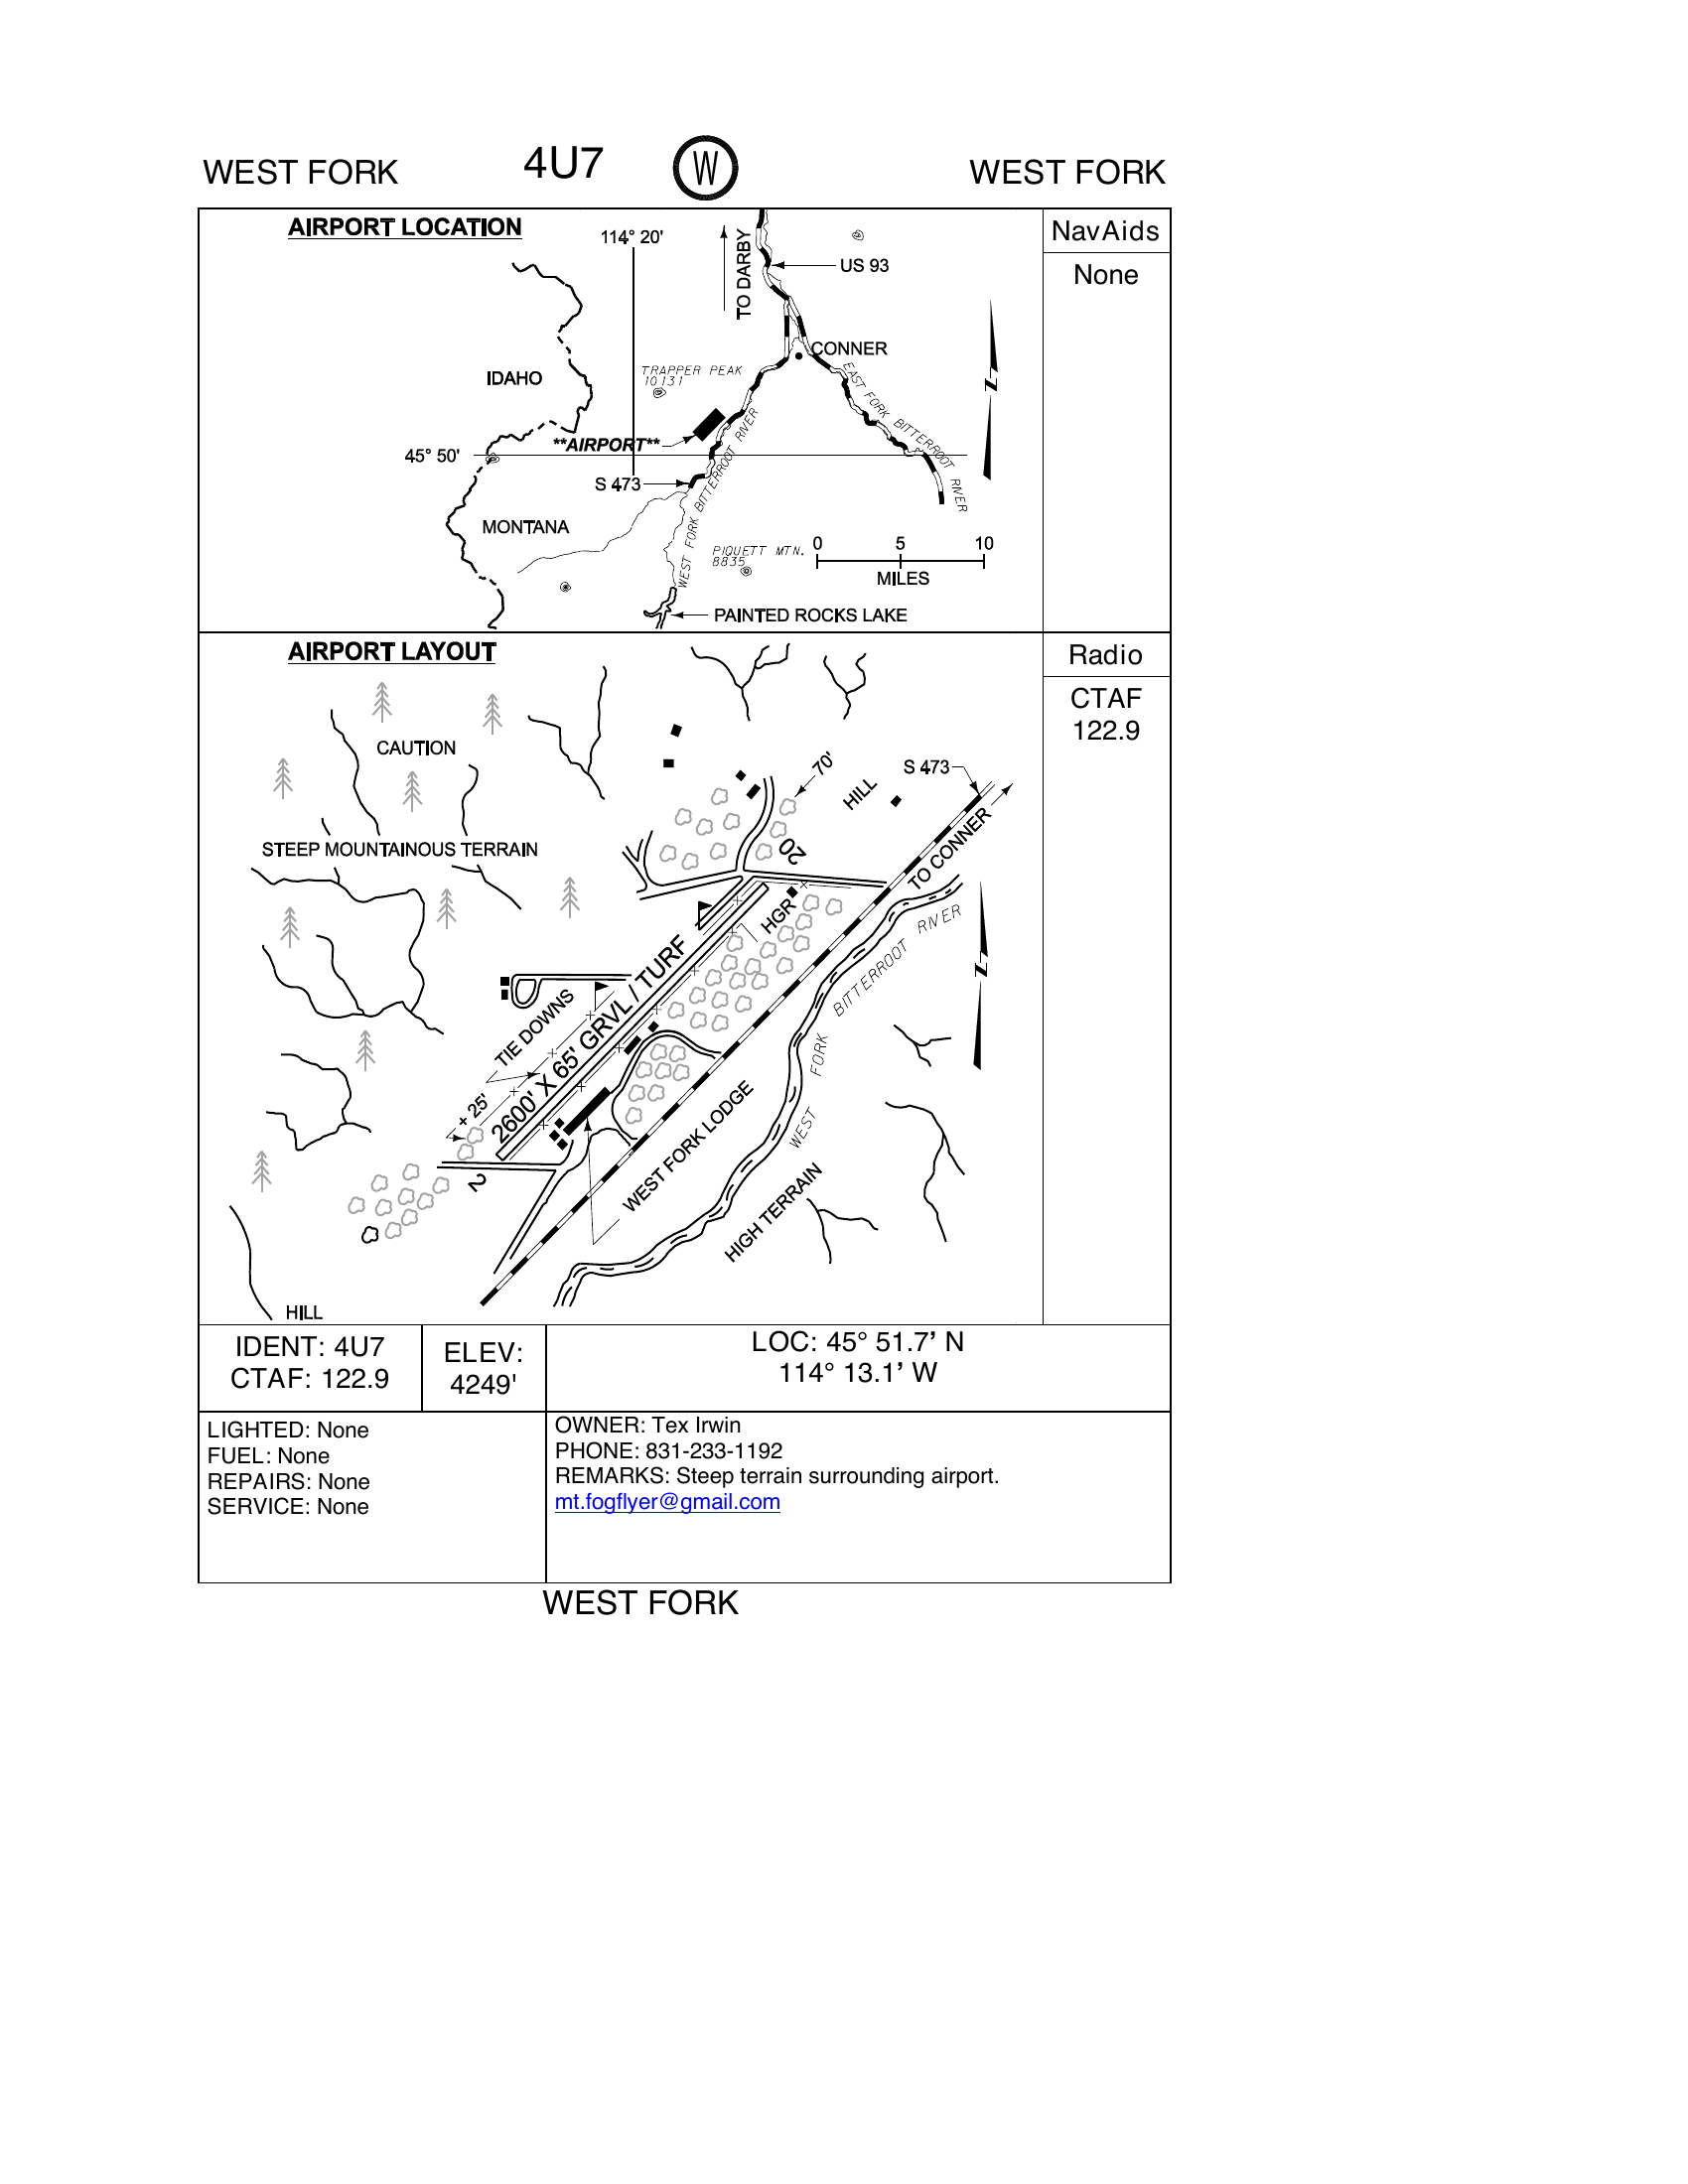 WEST FORK
4U7
W
WEST FORK
AIRPORT LOCATION
114° 20'
TO DARBY
US 93
CONNER
TRAPPER PEAK
10131
IDAHO
EAST FORK BITTERROOT RIVER
**AIRPORT**
45° 50'
S 473
WEST FORK BITTERROOT RIVER
MONTANA
PIQUETT MTN.
8835
0 5 10
MILES
PAINTED ROCKS LAKE
N
NavAids
None
AIRPORT LAYOUT
CAUTION
STEEP MOUNTAINOUS TERRAIN
70'
HILL
S 473
TO CONNER
20
HGR
2600' X 65' GRVL / TURF
TIE DOWNS
+ 25'
2
WEST FORK LODGE
WEST FORK BITTERROOT RIVER
HIGH TERRAIN
HILL
N
Radio
CTAF
122.9
IDENT: 4U7
CTAF: 122.9
ELEV:
4249'
LOC: 45° 51.7’ N
114° 13.1’ W
LIGHTED: None
FUEL: None
REPAIRS: None
SERVICE: None
OWNER: Tex Irwin
PHONE: 831-233-1192
REMARKS: Steep terrain surrounding airport.
mt.fogflyer@gmail.com
WEST FORK